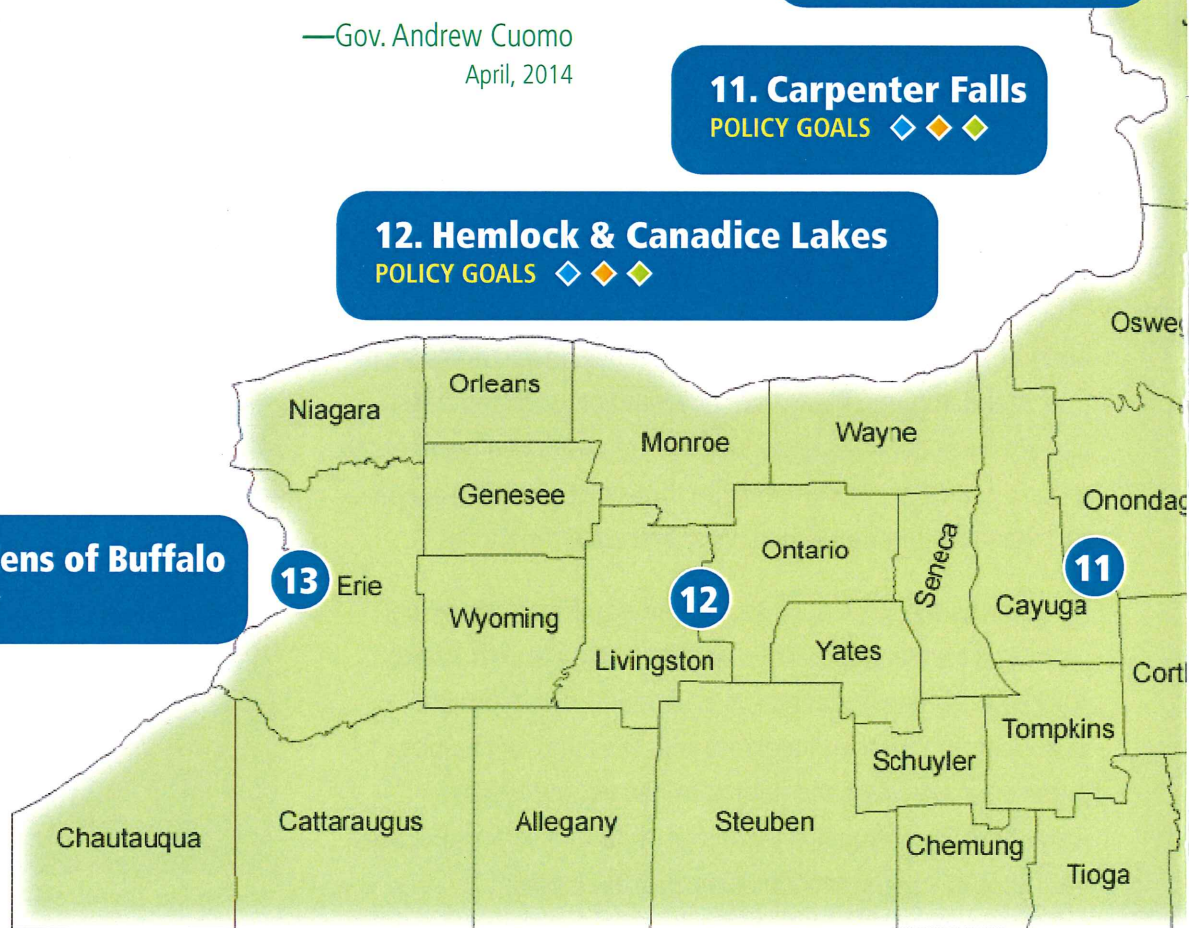 —Gov. Andrew Cuomo
April, 2014
11. Carpenter Falls
POLICY GOALS
12. Hemlock & Canadice Lakes
POLICY GOALS
Oswe
Orleans
Niagara
Monroe
Wayne
Genesee
Onondag
ens of Buffalo
Ontario
Seneca
11
13
Erie
12
Cayuga
Wyoming
Yates
Livingston
Cort
Tompkins
Schuyler
Chautauqua
Cattaraugus
Allegany
Steuben
Chemung
Tioga